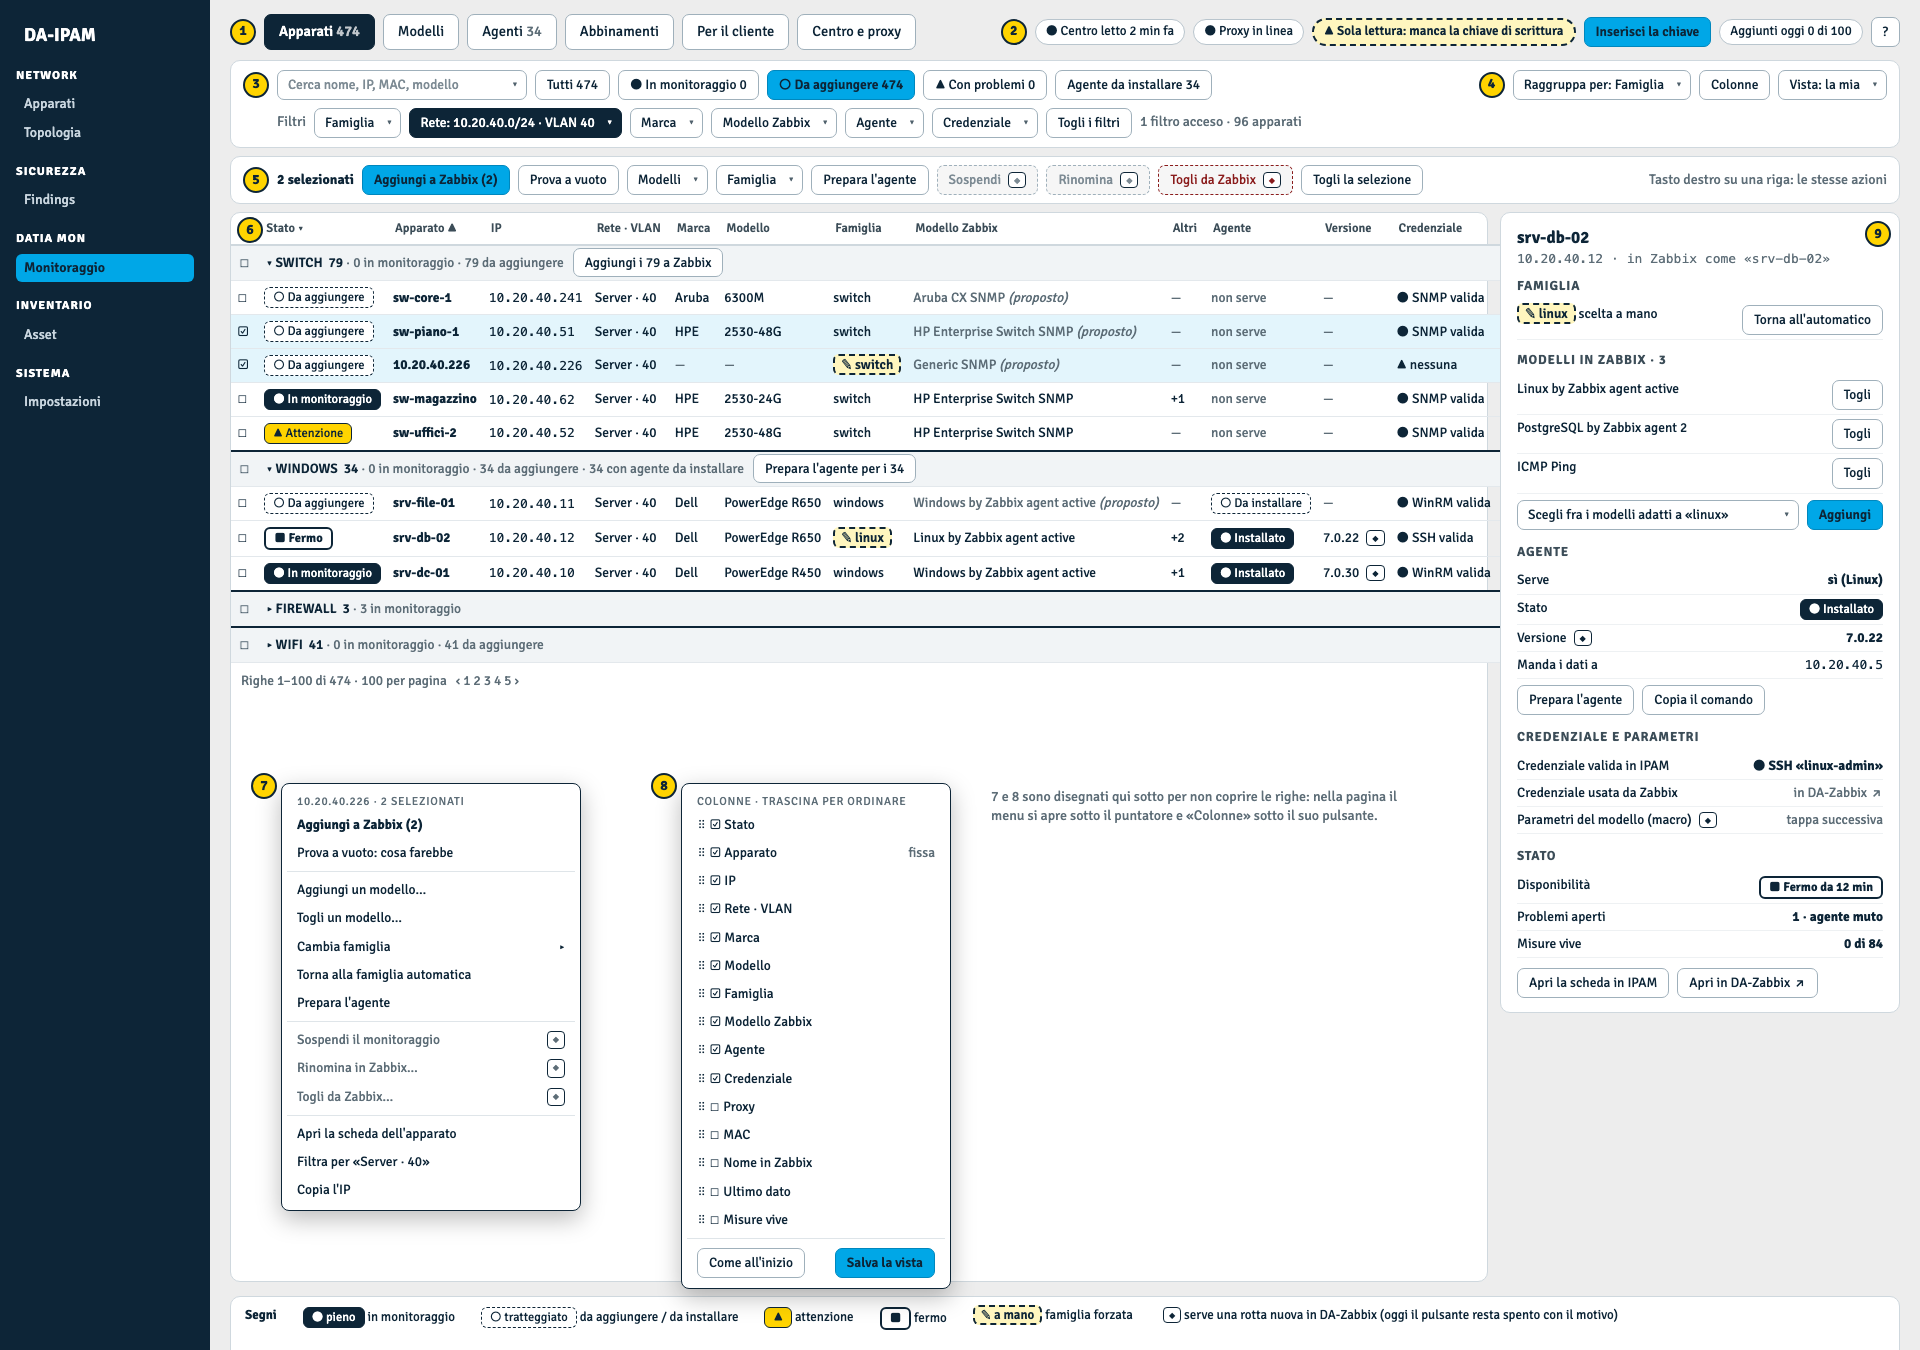 DA-IPAM
NETWORK
Apparati
Topologia
SICUREZZA
Findings
DATIA MON
Monitoraggio
INVENTARIO
Asset
SISTEMA
Impostazioni
1 Apparati 474 Modelli Agenti 34 Abbinamenti Per il cliente Centro e proxy
2 Centro letto 2 min fa Proxy in linea Sola lettura: manca la chiave di scrittura Inserisci la chiave Aggiunti oggi 0 di 100 ?
3 Cerca nome, IP, MAC, modello Tutti 474 In monitoraggio 0 Da aggiungere 474 Con problemi 0 Agente da installare 34
4 Raggruppa per: Famiglia Colonne Vista: la mia
Filtri Famiglia Rete: 10.20.40.0/24 · VLAN 40 Marca Modello Zabbix Agente Credenziale Togli i filtri 1 filtro acceso · 96 apparati
5 2 selezionati Aggiungi a Zabbix (2) Prova a vuoto Modelli Famiglia Prepara l'agente Sospendi Rinomina Togli da Zabbix Togli la selezione Tasto destro su una riga: le stesse azioni
6 Stato Apparato IP Rete · VLAN Marca Modello Famiglia Modello Zabbix Altri Agente Versione Credenziale
SWITCH 79 · 0 in monitoraggio · 79 da aggiungere Aggiungi i 79 a Zabbix
Da aggiungere sw-core-1 10.20.40.241 Server · 40 Aruba 6300M switch Aruba CX SNMP (proposto) — non serve — SNMP valida
Da aggiungere sw-piano-1 10.20.40.51 Server · 40 HPE 2530-48G switch HP Enterprise Switch SNMP (proposto) — non serve — SNMP valida
Da aggiungere 10.20.40.226 10.20.40.226 Server · 40 — — ✎ switch Generic SNMP (proposto) — non serve — nessuna
In monitoraggio sw-magazzino 10.20.40.62 Server · 40 HPE 2530-24G switch HP Enterprise Switch SNMP +1 non serve — SNMP valida
Attenzione sw-uffici-2 10.20.40.52 Server · 40 HPE 2530-48G switch HP Enterprise Switch SNMP — non serve — SNMP valida
WINDOWS 34 · 0 in monitoraggio · 34 da aggiungere · 34 con agente da installare Prepara l'agente per i 34
Da aggiungere srv-file-01 10.20.40.11 Server · 40 Dell PowerEdge R650 windows Windows by Zabbix agent active (proposto) — Da installare — WinRM valida
Fermo srv-db-02 10.20.40.12 Server · 40 Dell PowerEdge R650 ✎ linux Linux by Zabbix agent active +2 Installato 7.0.22 SSH valida
In monitoraggio srv-dc-01 10.20.40.10 Server · 40 Dell PowerEdge R450 windows Windows by Zabbix agent active +1 Installato 7.0.30 WinRM valida
FIREWALL 3 · 3 in monitoraggio
WIFI 41 · 0 in monitoraggio · 41 da aggiungere
Righe 1–100 di 474 · 100 per pagina ‹ 1 2 3 4 5 ›
7
10.20.40.226 · 2 SELEZIONATI
Aggiungi a Zabbix (2)
Prova a vuoto: cosa farebbe
Aggiungi un modello...
Togli un modello...
Cambia famiglia
Torna alla famiglia automatica
Prepara l'agente
Sospendi il monitoraggio
Rinomina in Zabbix...
Togli da Zabbix...
Apri la scheda dell'apparato
Filtra per «Server · 40»
Copia l'IP
8
COLONNE · TRASCINA PER ORDINARE
Stato
Apparato fissa
IP
Rete · VLAN
Marca
Modello
Famiglia
Modello Zabbix
Agente
Credenziale
Proxy
MAC
Nome in Zabbix
Ultimo dato
Misure vive
Come all'inizio Salva la vista
7 e 8 sono disegnati qui sotto per non coprire le righe: nella pagina il
menu si apre sotto il puntatore e «Colonne» sotto il suo pulsante.
9
srv-db-02
10.20.40.12 · in Zabbix come «srv-db-02»
FAMIGLIA
✎ linux scelta a mano Torna all'automatico
MODELLI IN ZABBIX · 3
Linux by Zabbix agent active Togli
PostgreSQL by Zabbix agent 2 Togli
ICMP Ping Togli
Scegli fra i modelli adatti a «linux» Aggiungi
AGENTE
Serve sì (Linux)
Stato Installato
Versione 7.0.22
Manda i dati a 10.20.40.5
Prepara l'agente Copia il comando
CREDENZIALE E PARAMETRI
Credenziale valida in IPAM SSH «linux-admin»
Credenziale usata da Zabbix in DA-Zabbix ↗
Parametri del modello (macro) tappa successiva
STATO
Disponibilità Fermo da 12 min
Problemi aperti 1 · agente muto
Misure vive 0 di 84
Apri la scheda in IPAM Apri in DA-Zabbix ↗
Segni pieno in monitoraggio tratteggiato da aggiungere / da installare attenzione fermo ✎ a mano famiglia forzata serve una rotta nuova in DA-Zabbix (oggi il pulsante resta spento con il motivo)